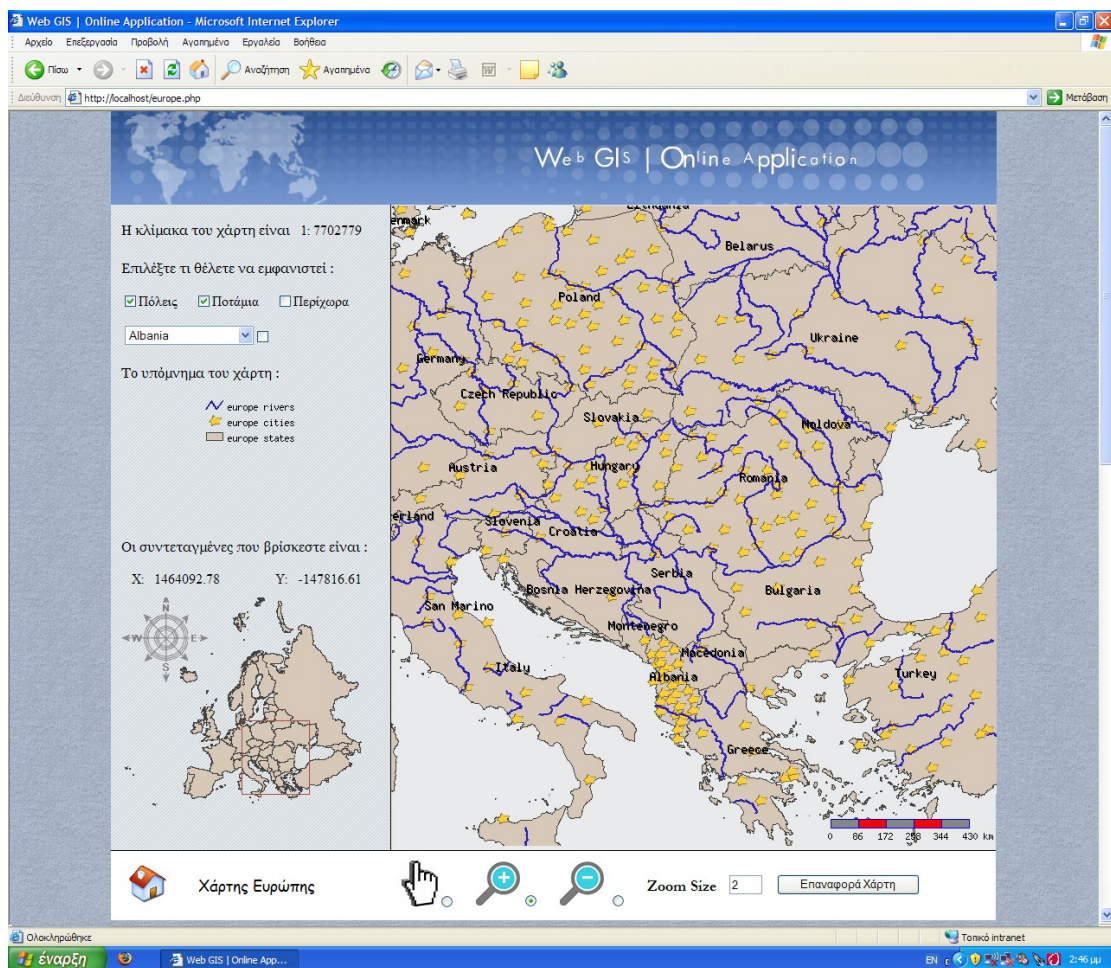 Web GIS | Online Application - Microsoft Internet Explorer
Αρχείο Επεξεργασία Προβολή Αγαπημένα Εργαλεία Βοήθεια
Πίσω Αναζήτηση Αγαπημένα
Διεύθυνση http://localhost/europe.php Μετάβαση
Web GIS | Online Application
Η κλίμακα του χάρτη είναι 1: 7702779
Επιλέξτε τι θέλετε να εμφανιστεί :
Πόλεις Ποτάμια Περίχωρα
Albania
Το υπόμνημα του χάρτη :
europe rivers
europe cities
europe states
Οι συντεταγμένες που βρίσκεστε είναι :
X: 1464092.78 Y: -147816.61
N
W E
S
enmark
Lithuania
Belarus
Poland
Ukraine
Germany
Czech Republic
Slovakia
Moldova
Austria
Hungary
Romania
erland
Slovenia
Croatia
Serbia
Bosnia Herzegovina
Bulgaria
San Marino
Montenegro
Macedonia
Italy
Albania
Turkey
Greece
0 86 172 258 344 430 km
Χάρτης Ευρώπης
Zoom Size 2 Επαναφορά Χάρτη
Ολοκληρώθηκε Τοπικό intranet
έναρξη Web GIS | Online App... EN 2:46 μμ